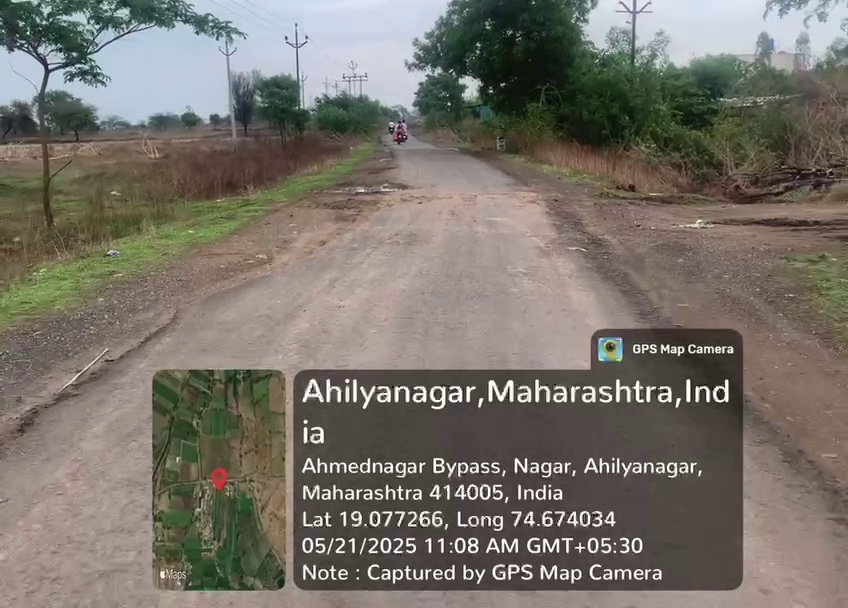 GPS Map Camera
Ahilyanagar,Maharashtra,Ind
ia
Ahmednagar Bypass, Nagar, Ahilyanagar,
Maharashtra 414005, India
Lat 19.077266, Long 74.674034
05/21/2025 11:08 AM GMT+05:30
Note : Captured by GPS Map Camera
Maps